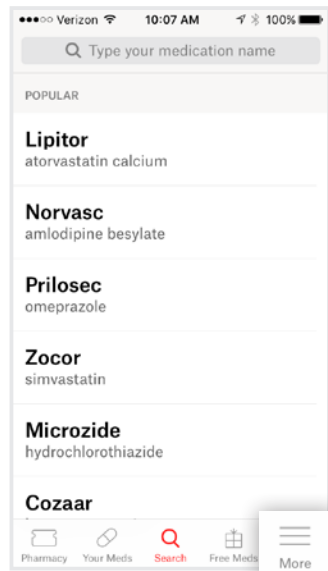 Verizon 10:07 AM 100%
Type your medication name
POPULAR
Lipitor
atorvastatin calcium
Norvasc
amlodipine besylate
Prilosec
omeprazole
Zocor
simvastatin
Microzide
hydrochlorothiazide
Cozaar
Pharmacy Your Meds Search Free Meds More